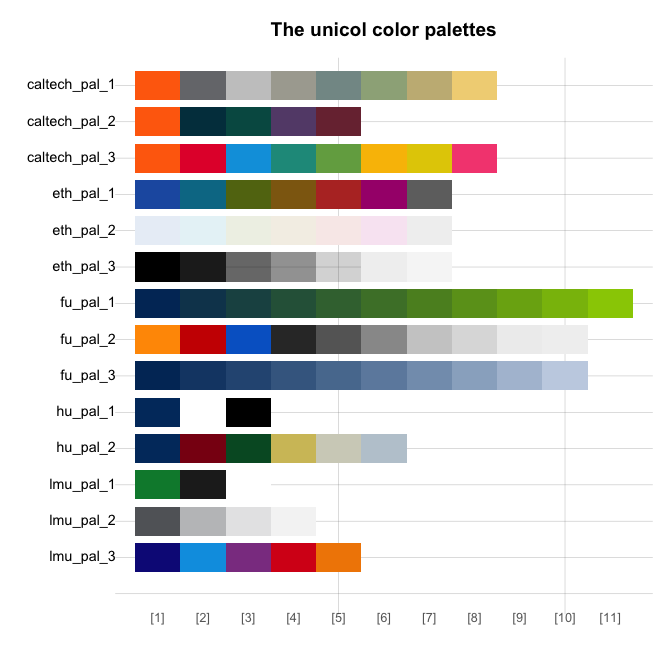 The unicol color palettes
caltech_pal_1
caltech_pal_2
caltech_pal_3
eth_pal_1
eth_pal_2
eth_pal_3
fu_pal_1
fu_pal_2
fu_pal_3
hu_pal_1
hu_pal_2
lmu_pal_1
lmu_pal_2
lmu_pal_3
[1] [2] [3] [4] [5] [6] [7] [8] [9] [10] [11]